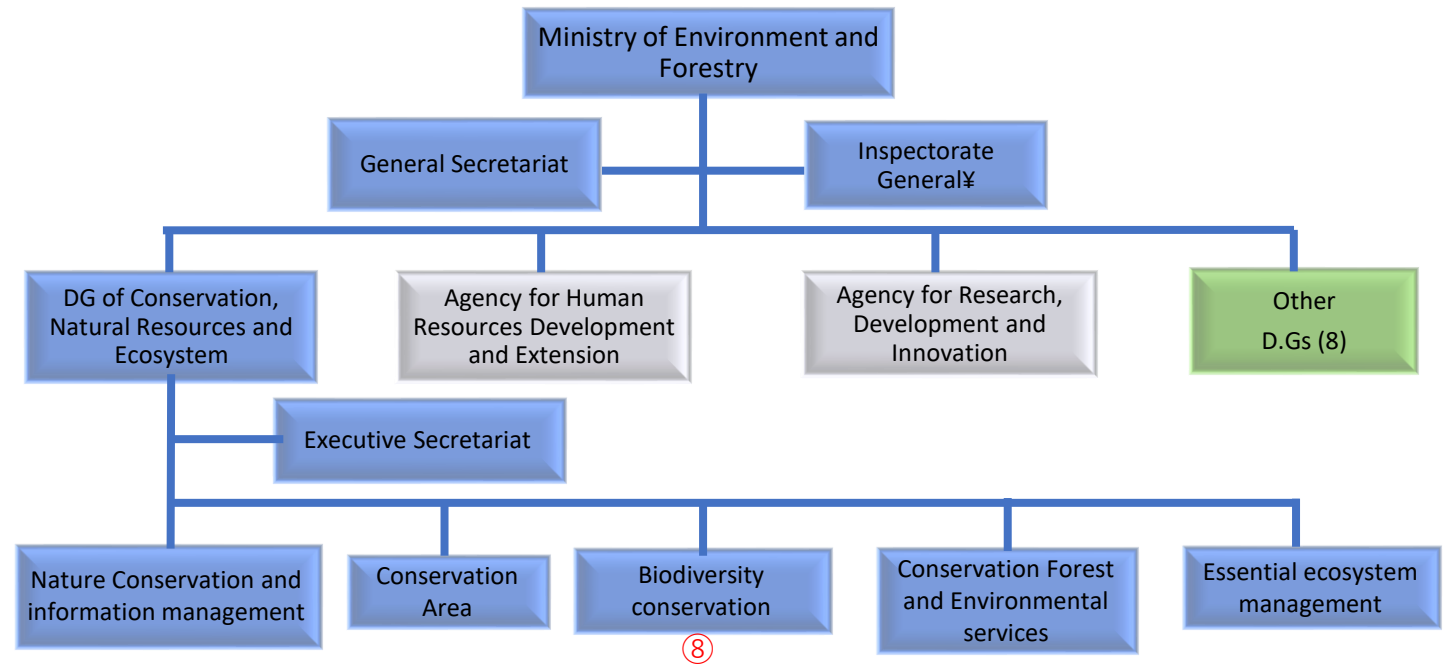 Ministry of Environment and
Forestry
General Secretariat
Inspectorate
General¥
DG of Conservation,
Natural Resources and
Ecosystem
Agency for Human
Resources Development
and Extension
Agency for Research,
Development and
Innovation
Other
D.Gs (8)
Executive Secretariat
Nature Conservation and
information management
Conservation
Area
Biodiversity
conservation
Conservation Forest
and Environmental
services
Essential ecosystem
management
⑧